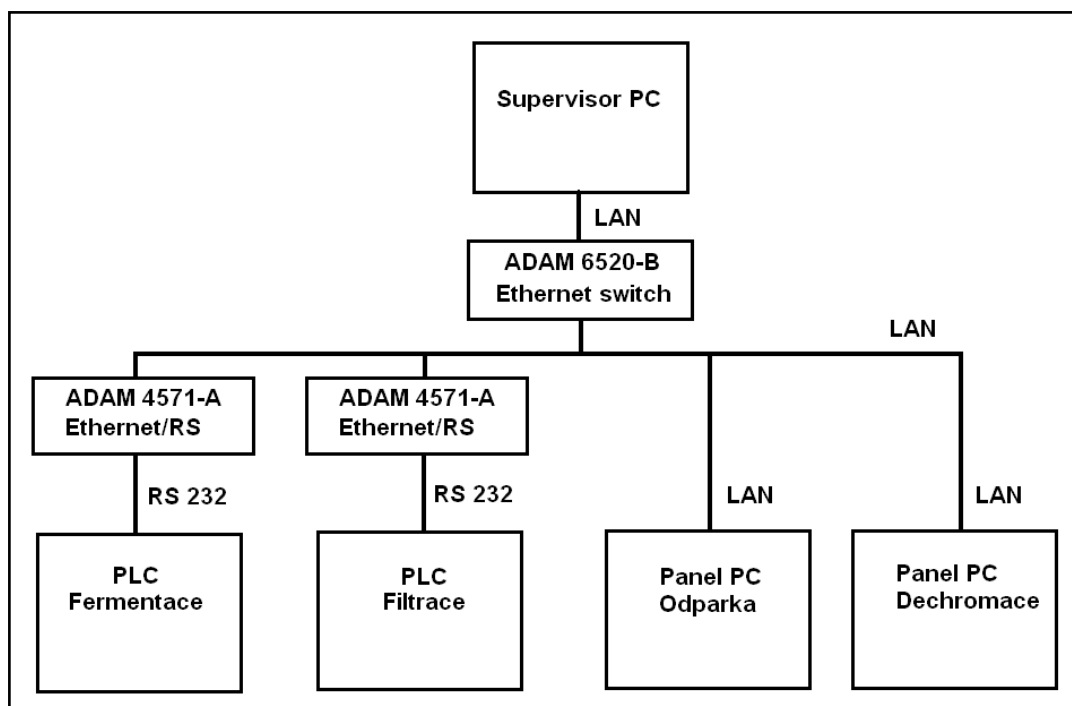 Supervisor PC
LAN
ADAM 6520-B
Ethernet switch
LAN
ADAM 4571-A
Ethernet/RS
ADAM 4571-A
Ethernet/RS
RS 232
RS 232
LAN
LAN
PLC
Fermentace
PLC
Filtrace
Panel PC
Odparka
Panel PC
Dechromace